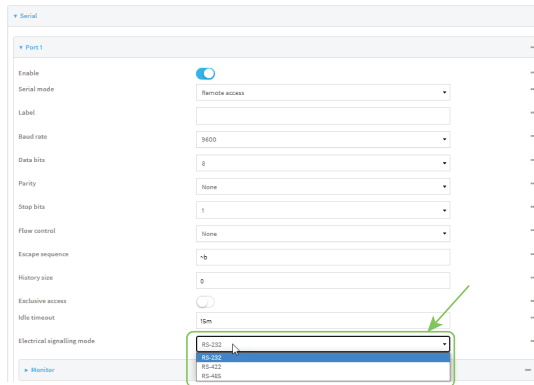 ▾ Serial
▾ Port 1
Enable
Serial mode
Remote access
Label
Baud rate
9600
Data bits
8
Parity
None
Stop bits
1
Flow control
None
Escape sequence
~b
History size
0
Exclusive access
Idle timeout
15m
Electrical signalling mode
RS-232
RS-232
RS-422
RS-485
▸ Monitor